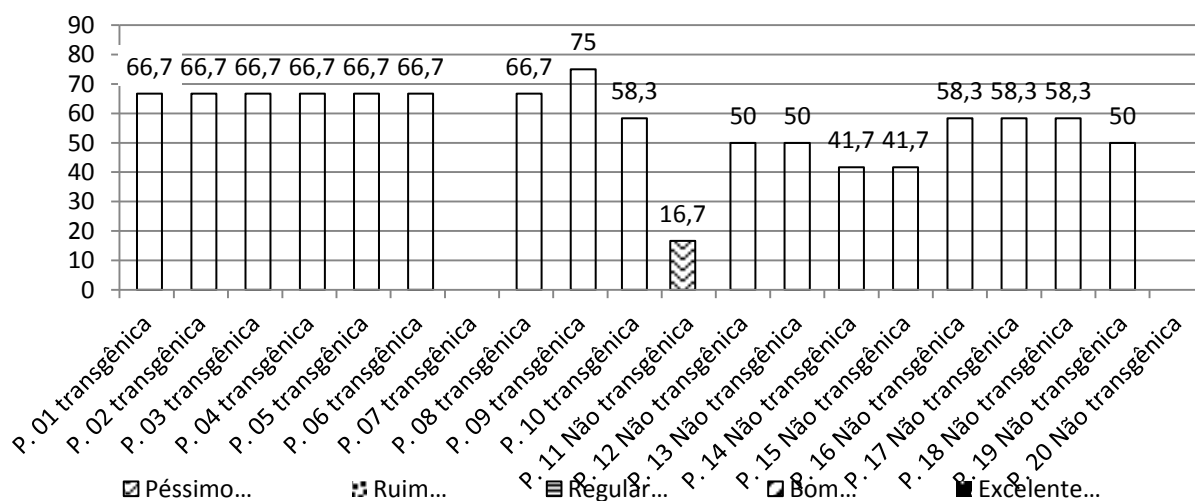 90
80
70
60
50
40
30
20
10
0
66,7 66,7 66,7 66,7 66,7 66,7 66,7 75 58,3 16,7 50 50 41,7 41,7 58,3 58,3 58,3 50
P. 01 transgênica
P. 02 transgênica
P. 03 transgênica
P. 04 transgênica
P. 05 transgênica
P. 06 transgênica
P. 07 transgênica
P. 08 transgênica
P. 09 transgênica
P. 10 transgênica
P. 11 Não transgênica
P. 12 Não transgênica
P. 13 Não transgênica
P. 14 Não transgênica
P. 15 Não transgênica
P. 16 Não transgênica
P. 17 Não transgênica
P. 18 Não transgênica
P. 19 Não transgênica
P. 20 Não transgênica
Péssimo... Ruim... Regular... Bom... Excelente...